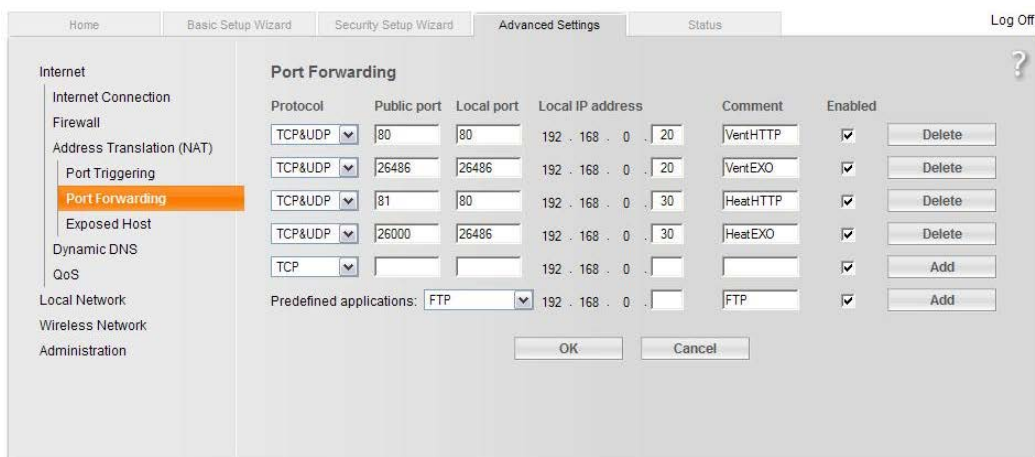 Home Basic Setup Wizard Security Setup Wizard Advanced Settings Status Log Off
?
Internet
Internet Connection
Firewall
Address Translation (NAT)
Port Triggering
Port Forwarding
Exposed Host
Dynamic DNS
QoS
Local Network
Wireless Network
Administration
Port Forwarding
Protocol Public port Local port Local IP address Comment Enabled
TCP&UDP 80 80 192 . 168 . 0 . 20 VentHTTP Delete
TCP&UDP 26486 26486 192 . 168 . 0 . 20 VentEXO Delete
TCP&UDP 81 80 192 . 168 . 0 . 30 HeatHTTP Delete
TCP&UDP 26000 26486 192 . 168 . 0 . 30 HeatEXO Delete
TCP 192 . 168 . 0 . Add
Predefined applications: FTP 192 . 168 . 0 . FTP Add
OK Cancel